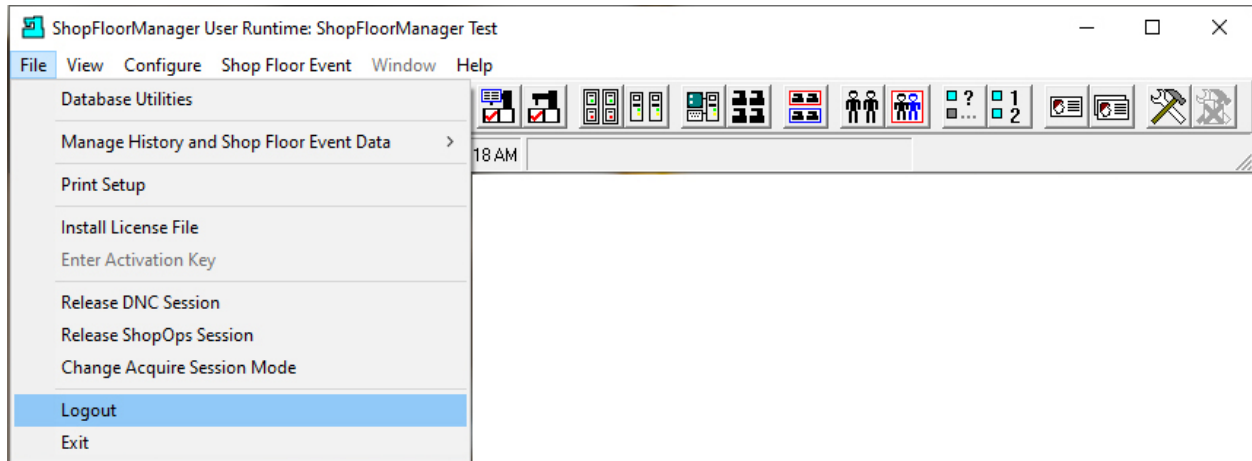 ShopFloorManager User Runtime: ShopFloorManager Test
File View Configure Shop Floor Event Window Help
Database Utilities
Manage History and Shop Floor Event Data
18 AM
Print Setup
Install License File
Enter Activation Key
Release DNC Session
Release ShopOps Session
Change Acquire Session Mode
Logout
Exit